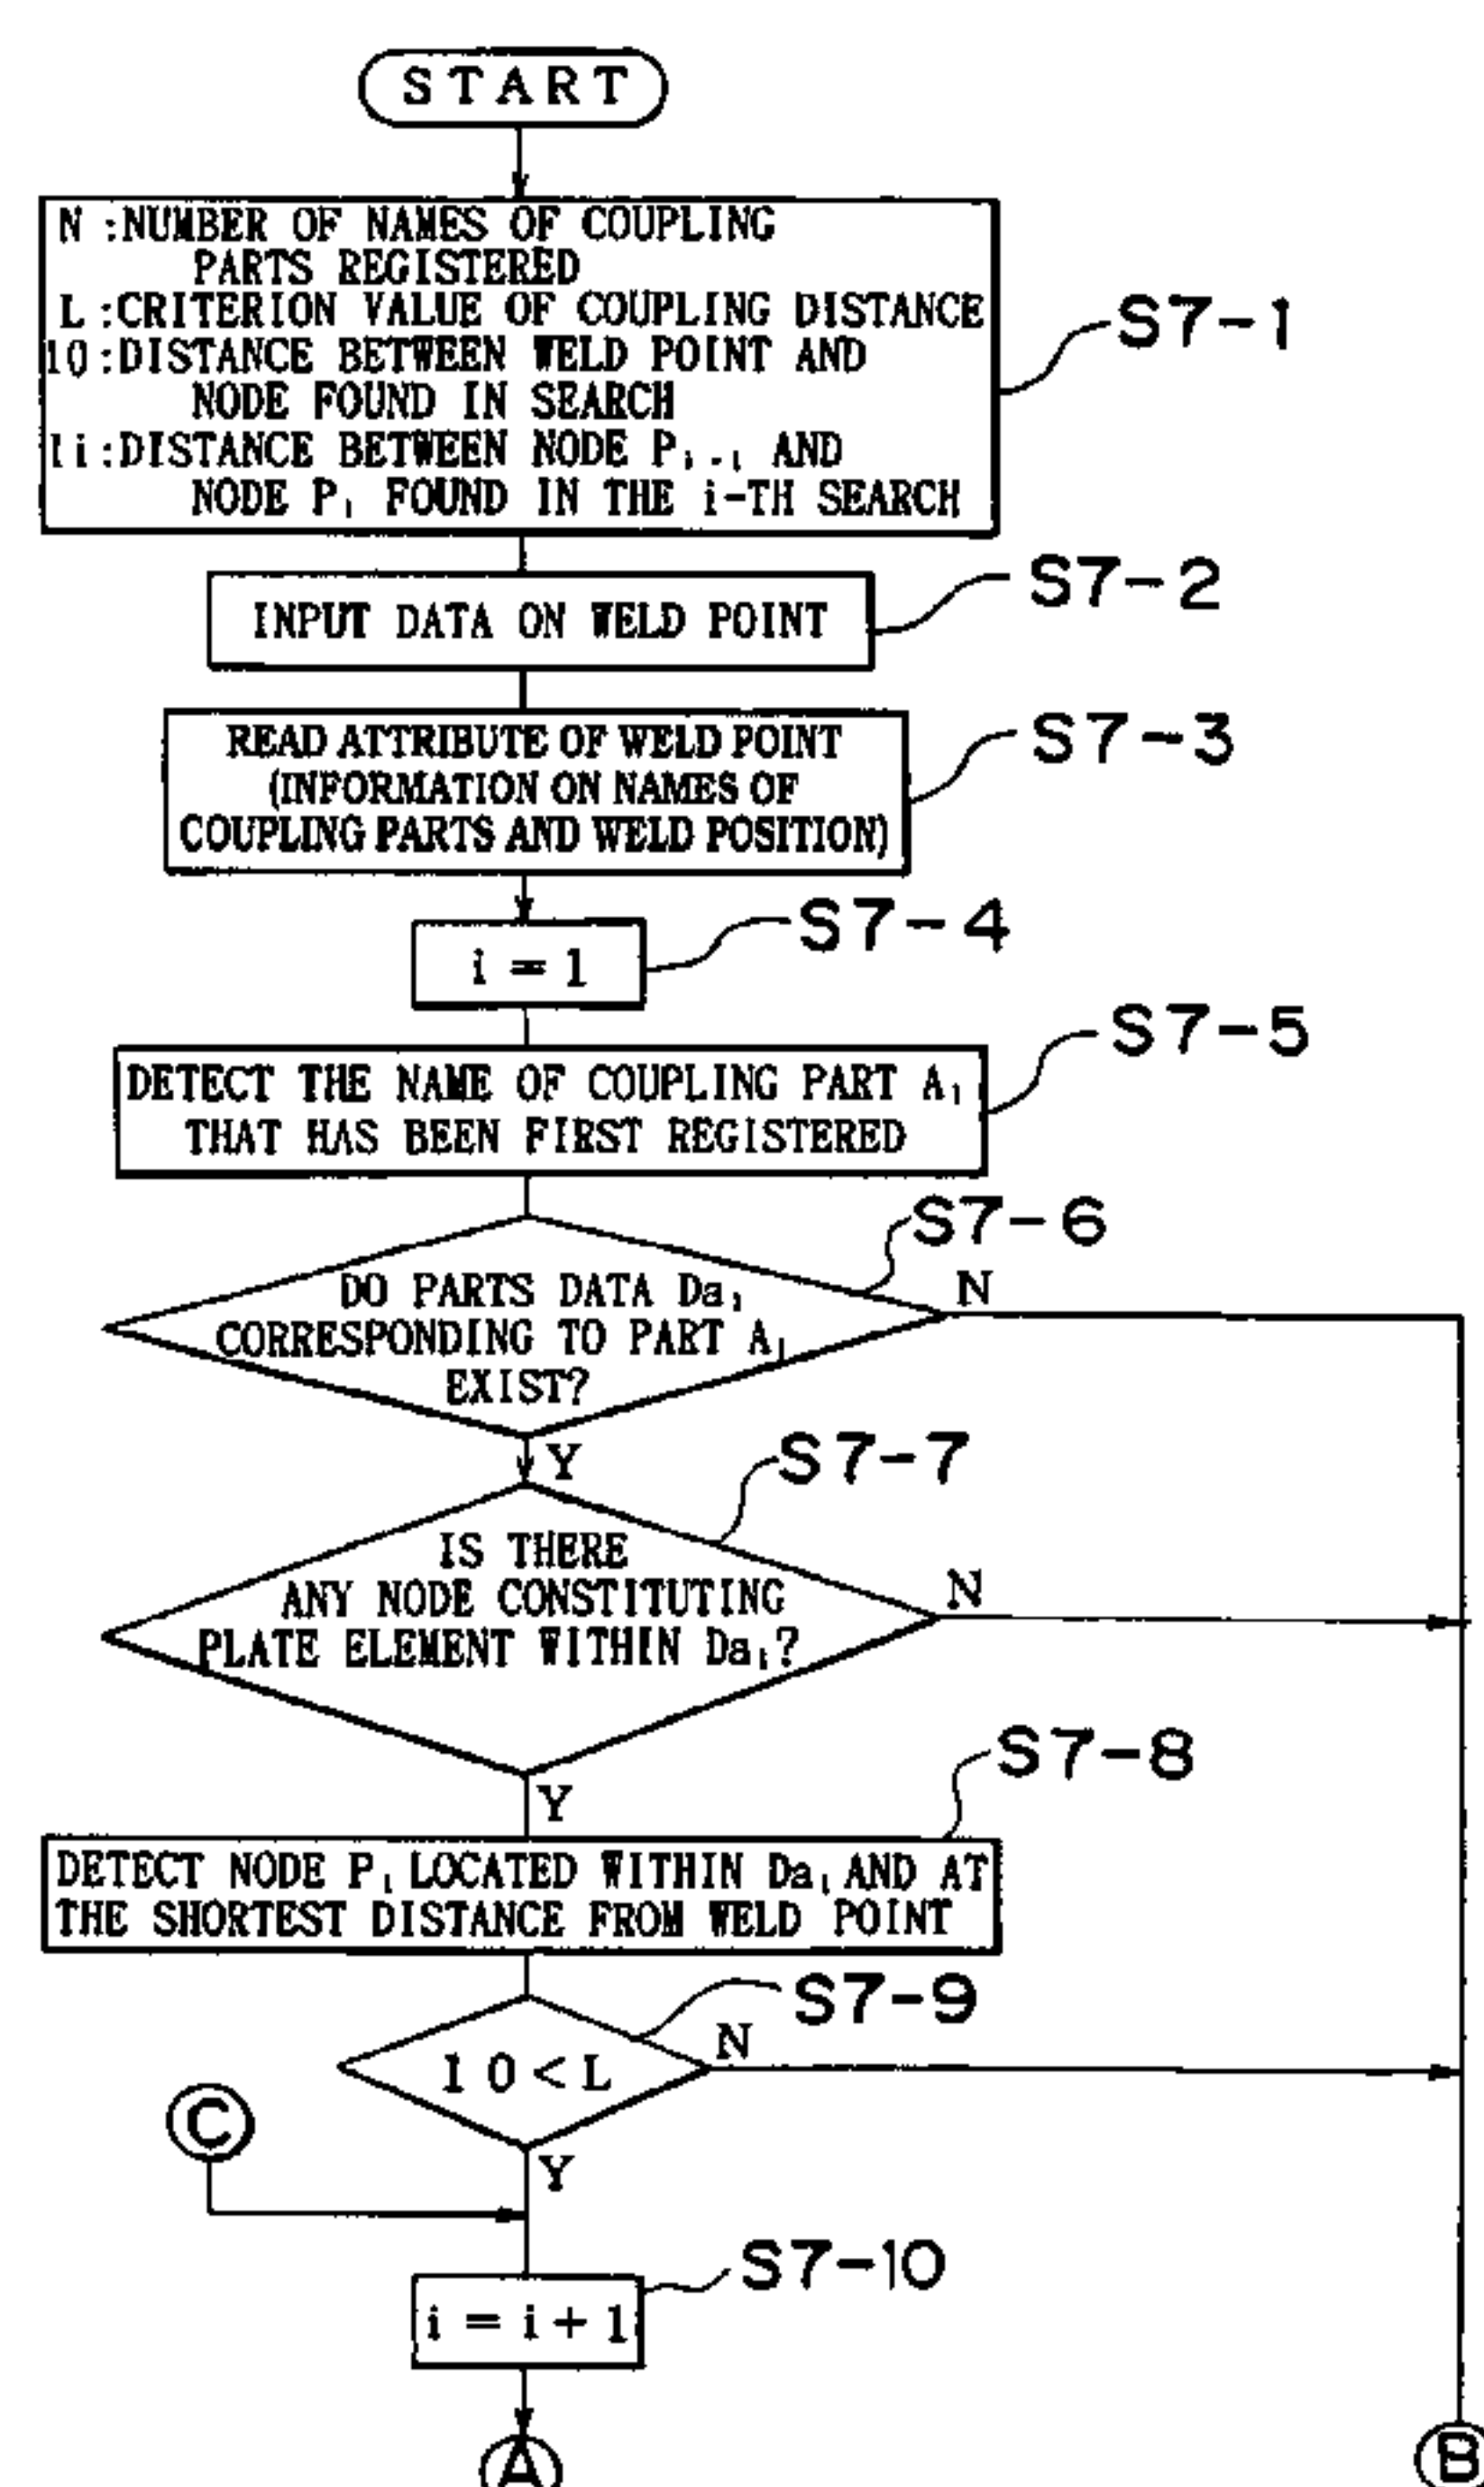 START
N :NUMBER OF NAMES OF COUPLING
PARTS REGISTERED
L :CRITERION VALUE OF COUPLING DISTANCE
10:DISTANCE BETWEEN WELD POINT AND
NODE FOUND IN SEARCH
1i:DISTANCE BETWEEN NODE Pi-1 AND
NODE Pi FOUND IN THE i-TH SEARCH
S7-1
INPUT DATA ON WELD POINT
S7-2
READ ATTRIBUTE OF WELD POINT
(INFORMATION ON NAMES OF
COUPLING PARTS AND WELD POSITION)
S7-3
i = 1
S7-4
DETECT THE NAME OF COUPLING PART A1
THAT HAS BEEN FIRST REGISTERED
S7-5
DO PARTS DATA Da1
CORRESPONDING TO PART A1
EXIST?
S7-6
N
Y
IS THERE
ANY NODE CONSTITUTING
PLATE ELEMENT WITHIN Da1?
S7-7
N
Y
DETECT NODE P1 LOCATED WITHIN Da1 AND AT
THE SHORTEST DISTANCE FROM WELD POINT
S7-8
10<L
S7-9
N
Y
C
i = i + 1
S7-10
A
B